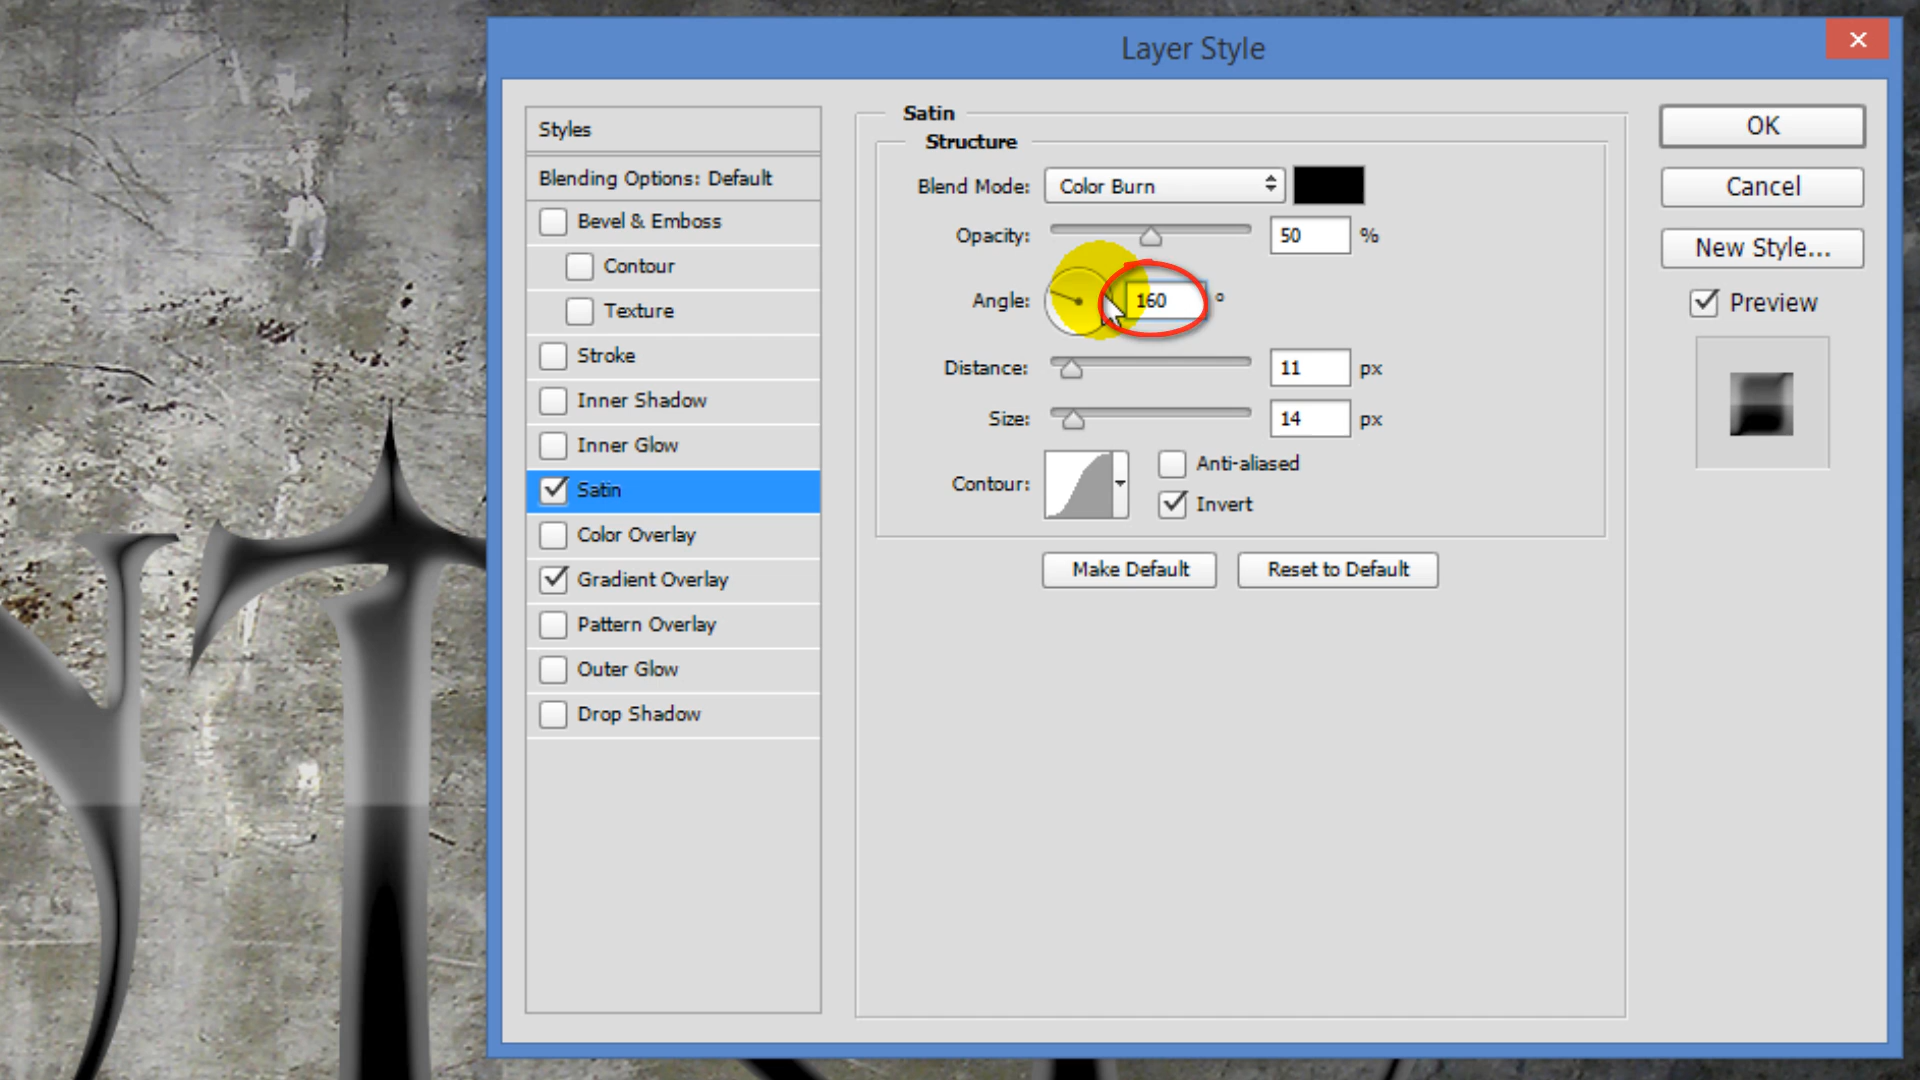 Layer Style
Styles
Blending Options: Default
Bevel & Emboss
Contour
Texture
Stroke
Inner Shadow
Inner Glow
Satin
Color Overlay
Gradient Overlay
Pattern Overlay
Outer Glow
Drop Shadow
Satin
Structure
Blend Mode: Color Burn
Opacity: 50 %
Angle: 160 °
Distance: 11 px
Size: 14 px
Contour: Anti-aliased
Invert
Make Default Reset to Default
OK
Cancel
New Style...
Preview